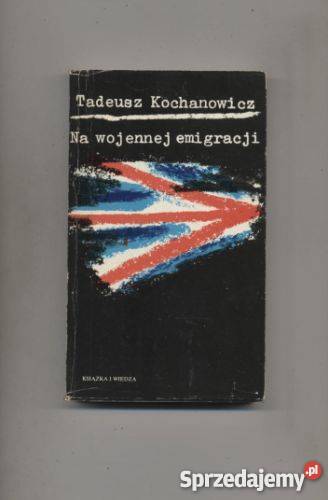 Tadeusz Kochanowicz
Na wojennej emigracji
KSIĄŻKA I WIEDZA
Sprzedajemy.pl